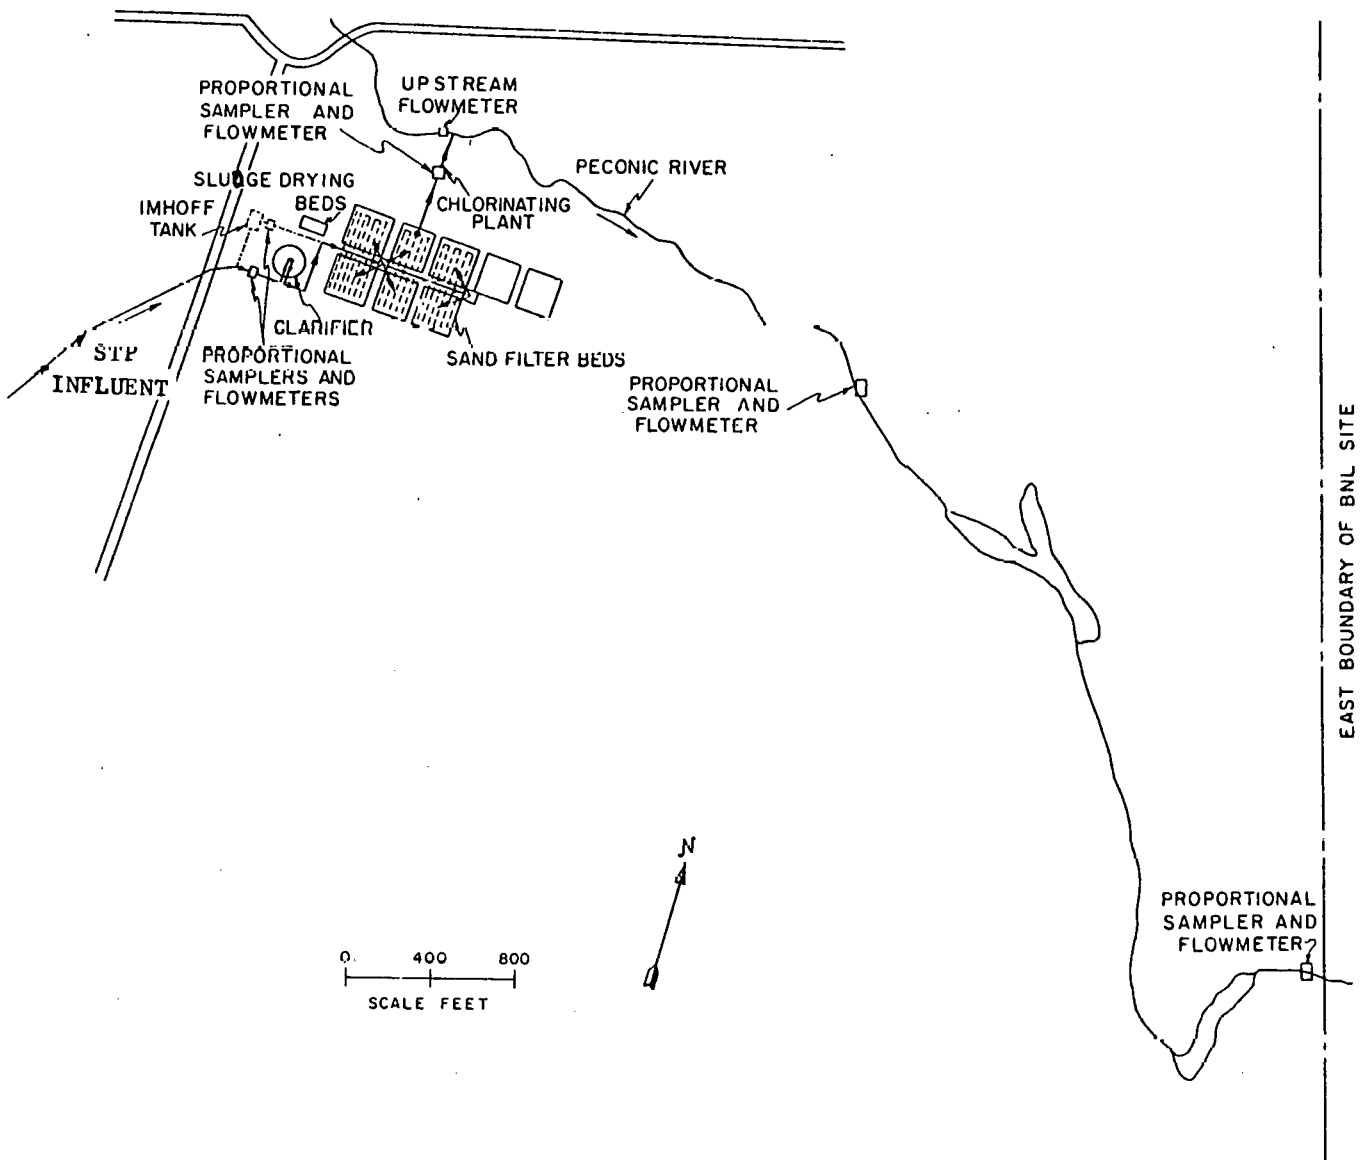 PROPORTIONAL
SAMPLER AND
FLOWMETER
UPSTREAM
FLOWMETER
PECONIC RIVER
SLUDGE DRYING
BEDS
IMHOFF
TANK
CHLORINATING
PLANT
CLARIFIER
STP
INFLUENT
PROPORTIONAL
SAMPLERS AND
FLOWMETERS
SAND FILTER BEDS
PROPORTIONAL
SAMPLER AND
FLOWMETER
EAST BOUNDARY OF BNL SITE
N
0 400 800
SCALE FEET
PROPORTIONAL
SAMPLER AND
FLOWMETER